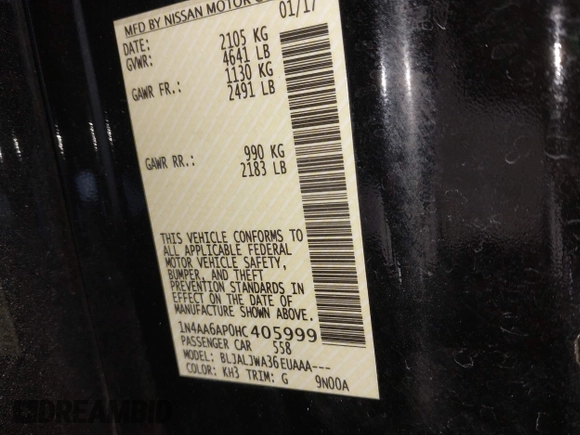 MFD BY NISSAN MOTOR
DATE: 01/17
GVWR: 2105 KG
4641 LB
GAWR FR.: 1130 KG
2491 LB
GAWR RR.: 990 KG
2183 LB
THIS VEHICLE CONFORMS TO
ALL APPLICABLE FEDERAL
MOTOR VEHICLE SAFETY,
BUMPER, AND THEFT
PREVENTION STANDARDS IN
EFFECT ON THE DATE OF
MANUFACTURE SHOWN ABOVE.
1N4AA6AP0HC405999
PASSENGER CAR 558
MODEL: BLJALJWA36EUAAA---
COLOR: KH3 TRIM: G 9N00A
DREAMBID